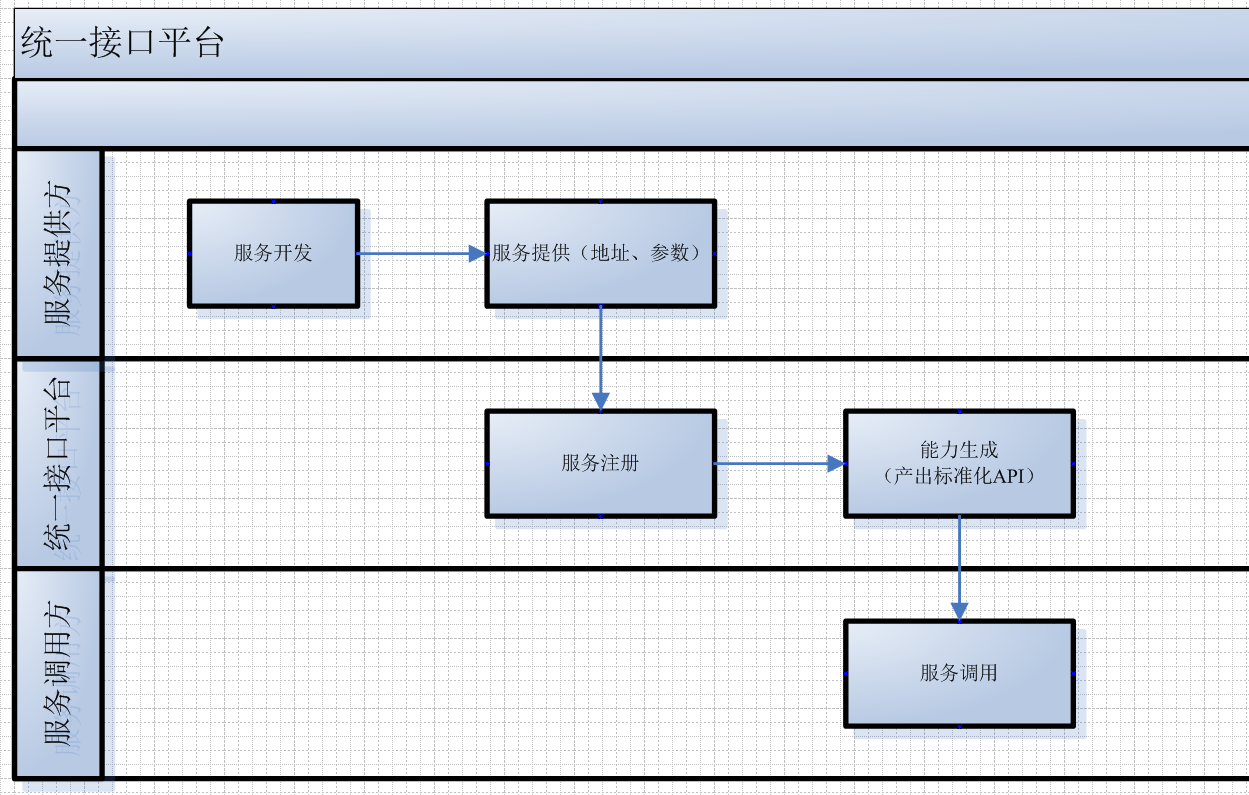 统一接口平台
服务提供方
服务开发
服务提供（地址、参数）
统一接口平台
服务注册
能力生成
（产出标准化API）
服务调用方
服务调用